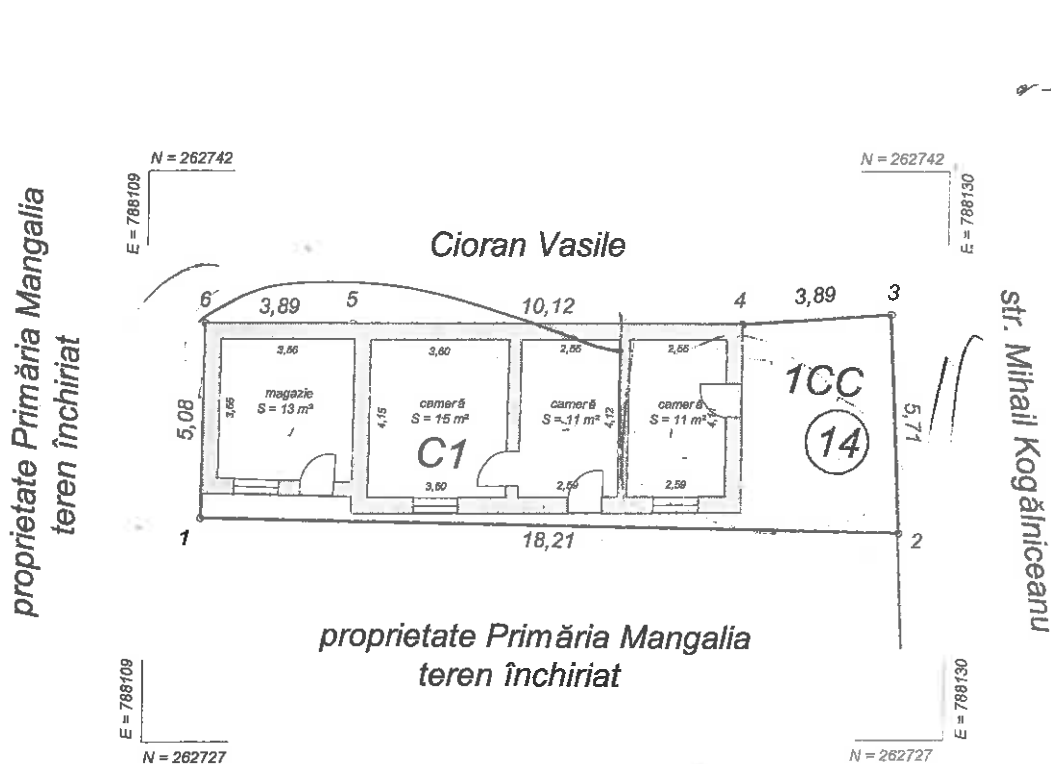 N = 262742
E = 788109
N = 262742
E = 788130
Cioran Vasile
proprietate Primăria Mangalia
teren închiriat
str. Mihail Kogălniceanu
6
3,89
5
10,12
4
3,89
3
5,08
5,71
magazie
S = 13 m²
3,55
cameră
S = 15 m²
3,60
4,15
3,60
C1
cameră
S = 11 m²
2,55
4,12
2,59
cameră
S = 11 m²
2,55
2,59
1CC
14
1
18,21
2
proprietate Primăria Mangalia
teren închiriat
E = 788109
N = 262727
E = 788130
N = 262727